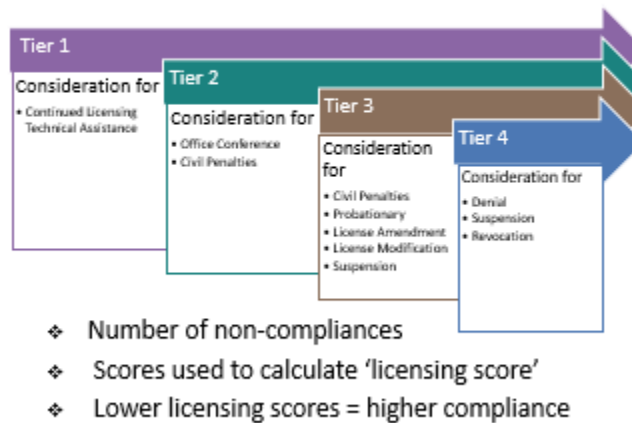 Tier 1
Consideration for
• Continued Licensing
Technical Assistance
Tier 2
Consideration for
• Office Conference
• Civil Penalties
Tier 3
Consideration
for
• Civil Penalties
• Probationary
• License Amendment
• License Modification
• Suspension
Tier 4
Consideration for
• Denial
• Suspension
• Revocation
❖ Number of non-compliances
❖ Scores used to calculate ‘licensing score’
❖ Lower licensing scores = higher compliance